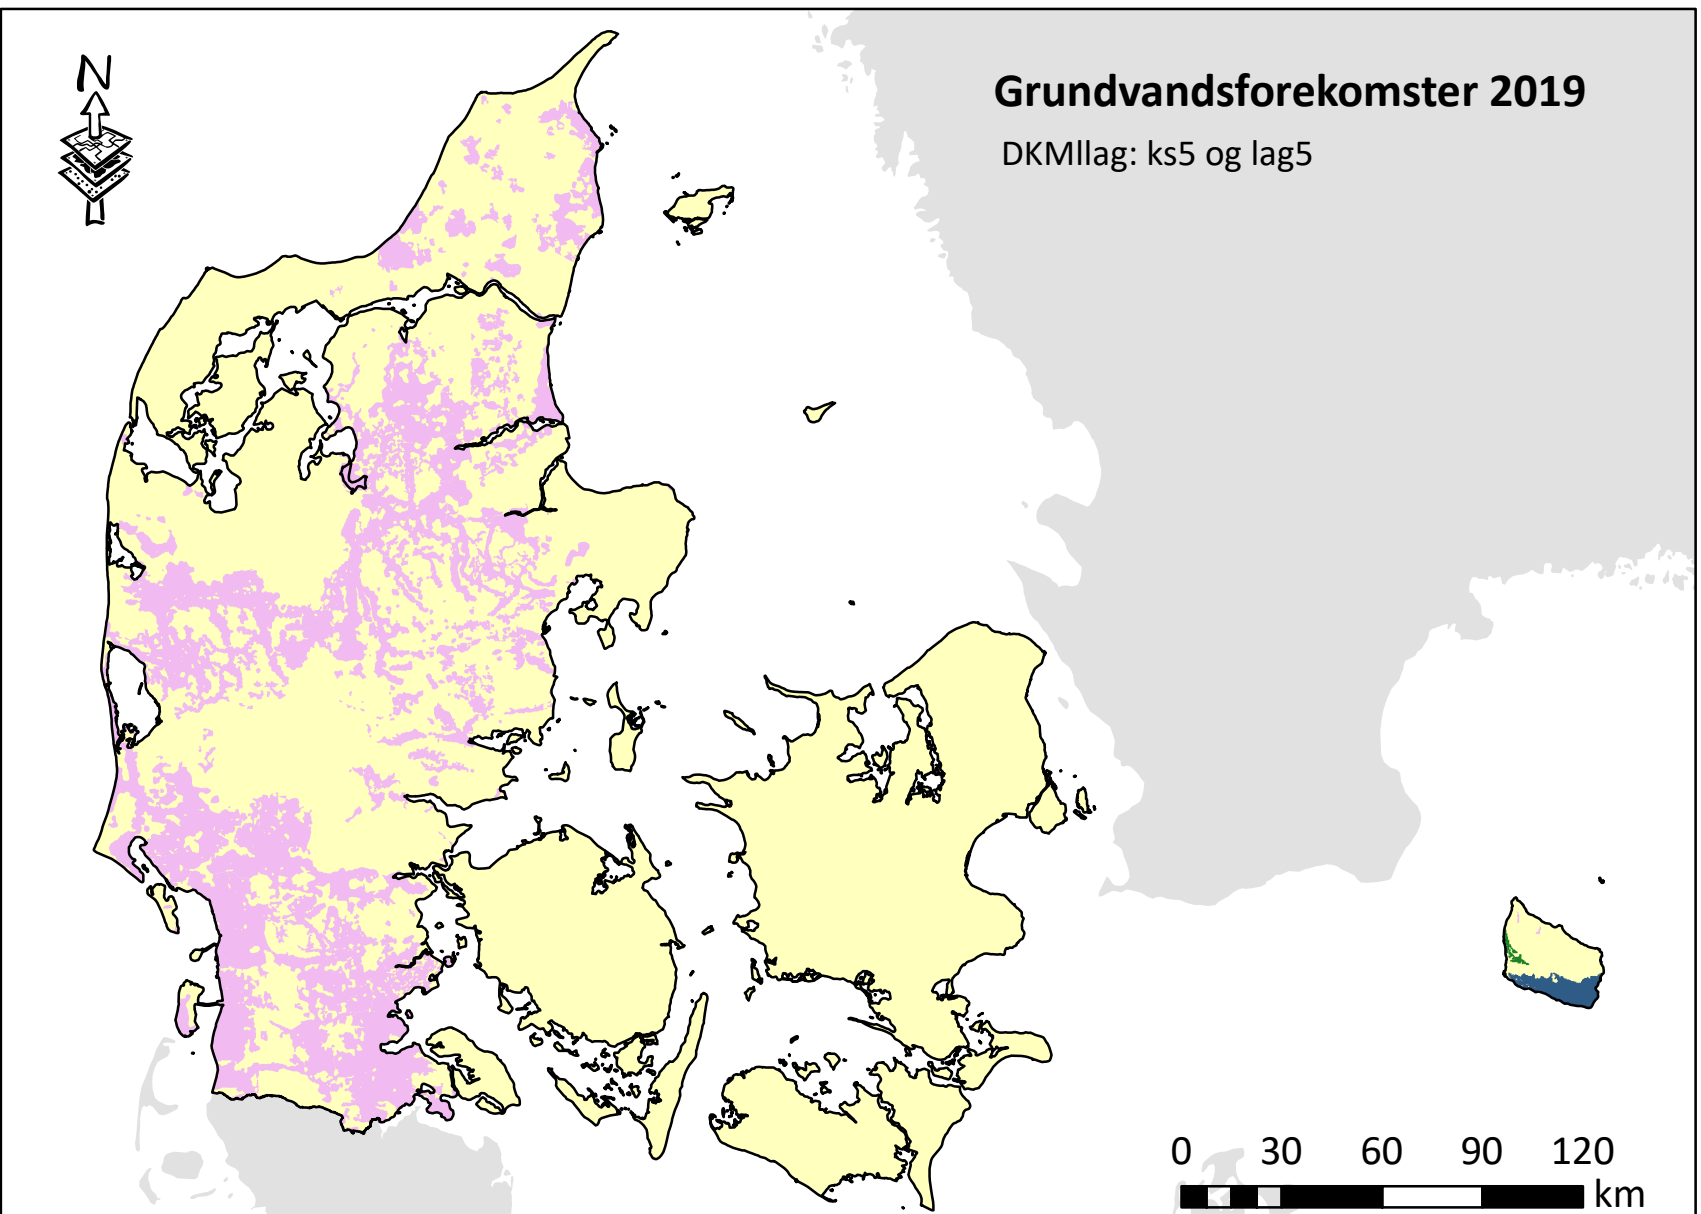 N
Grundvandsforekomster 2019
DKMllag: ks5 og lag5
0 30 60 90 120
km